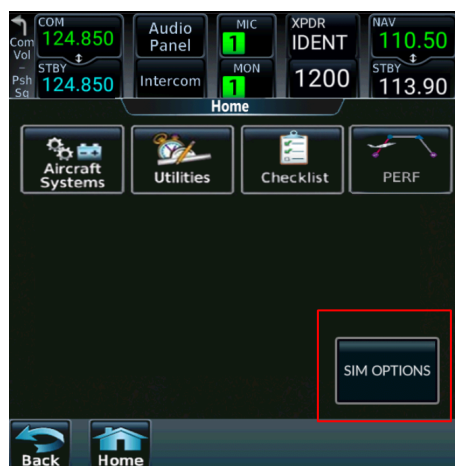 COM
124.850
Audio
Panel
MIC
1
XPDR
IDENT
NAV
110.50
Com
Vol
–
Psh
Sq
STBY
124.850
Intercom
MON
1
1200
STBY
113.90
Home
Aircraft
Systems
Utilities
Checklist
PERF
SIM OPTIONS
Back
Home